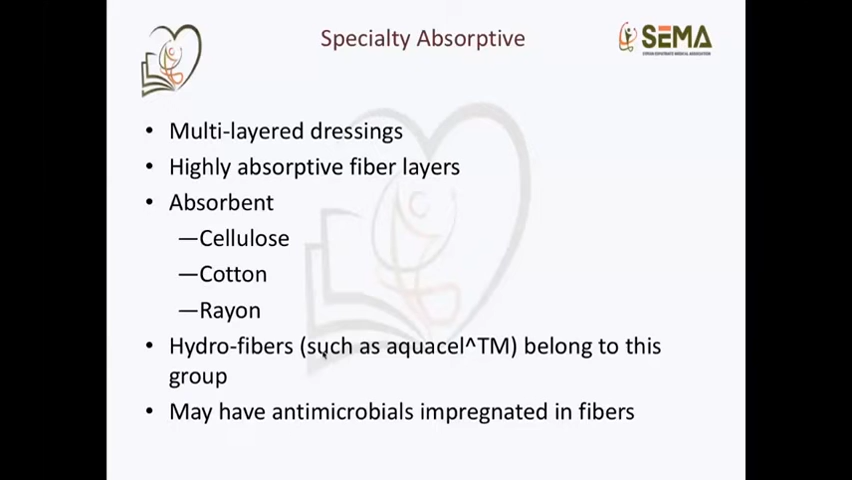 Specialty Absorptive
SEMA
• Multi-layered dressings
• Highly absorptive fiber layers
• Absorbent
—Cellulose
—Cotton
—Rayon
• Hydro-fibers (such as aquacel^TM) belong to this
group
• May have antimicrobials impregnated in fibers